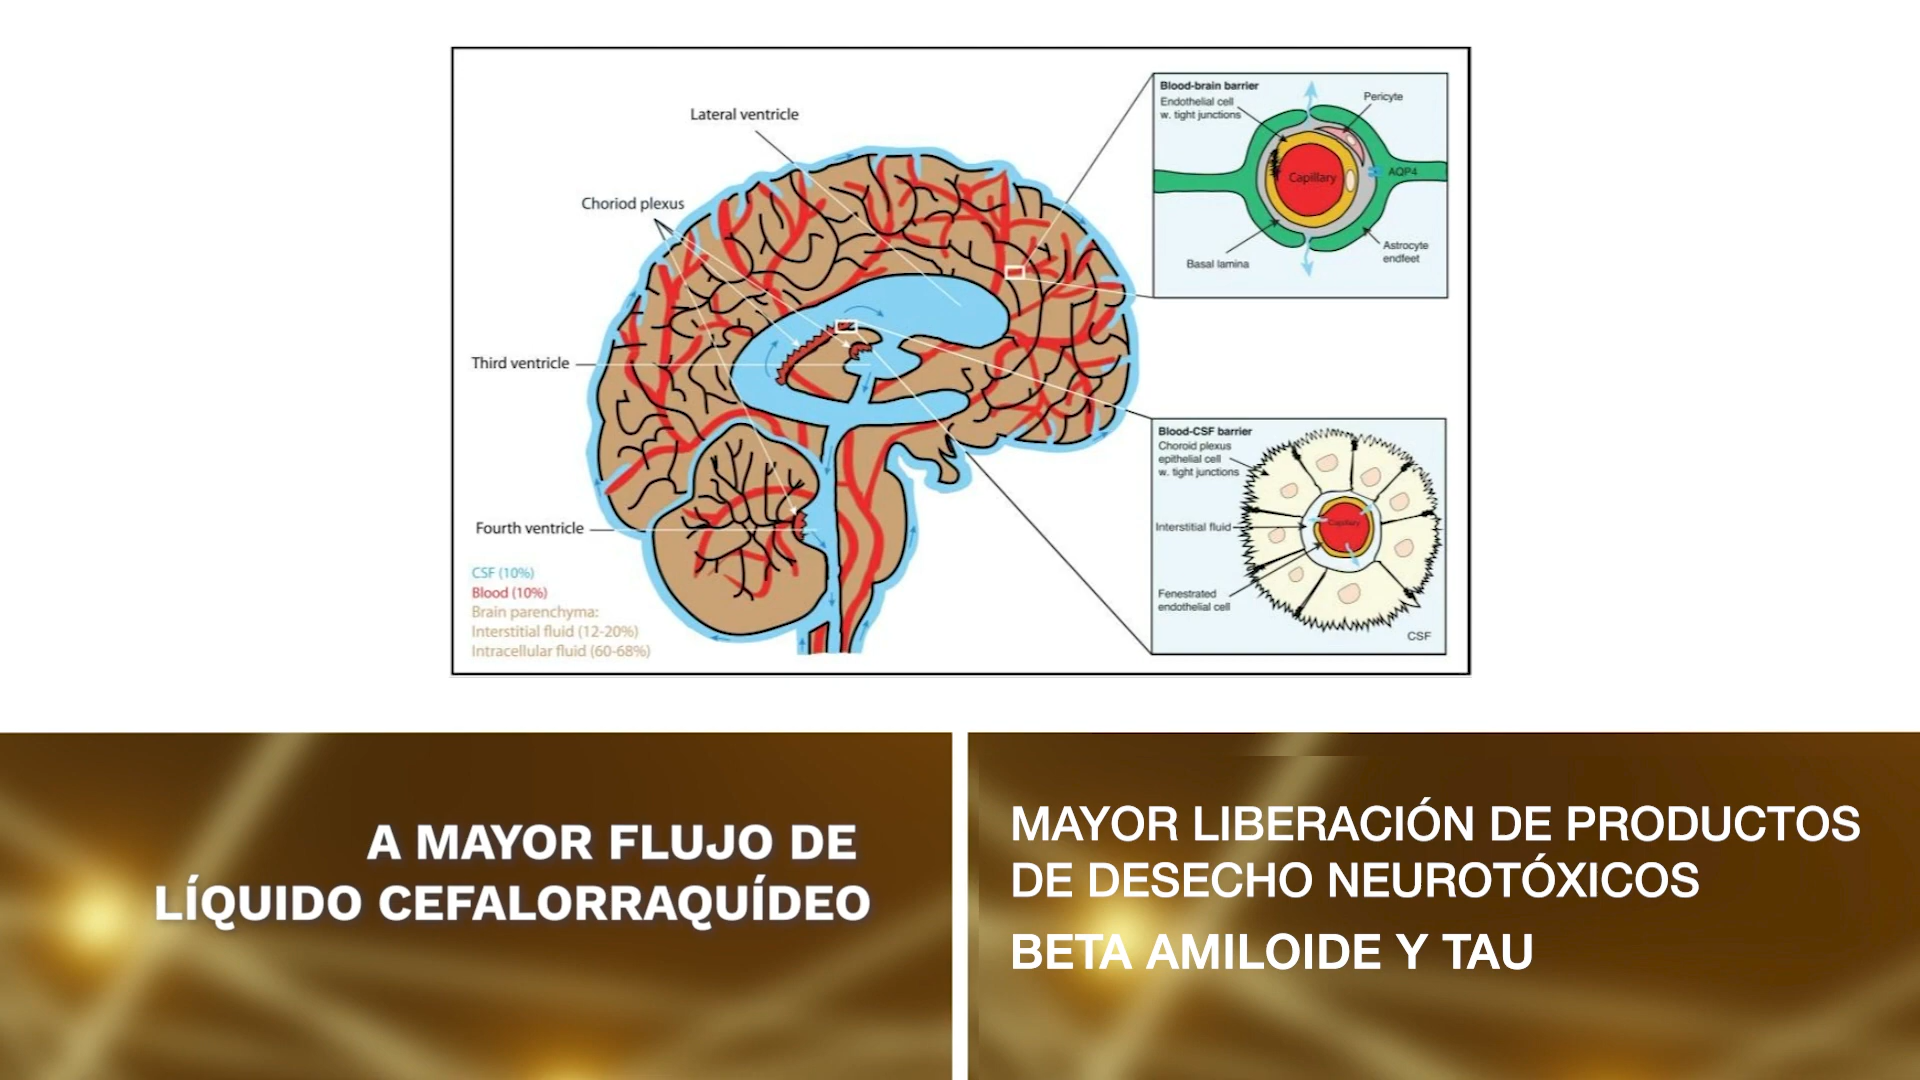 Lateral ventricle
Choriod plexus
Third ventricle
Fourth ventricle
CSF (10%)
Blood (10%)
Brain parenchyma:
Interstitial fluid (12-20%)
Intracellular fluid (60-68%)
Blood-brain barrier
Endothelial cell
w. tight junctions
Pericyte
Capillary
AQP4
Astrocyte
endfeet
Basal lamina
Blood-CSF barrier
Choroid plexus
epithelial cell
w. tight junctions
Interstitial fluid
Capillary
Fenestrated
endothelial cell
CSF
A MAYOR FLUJO DE
LÍQUIDO CEFALORRAQUÍDEO
MAYOR LIBERACIÓN DE PRODUCTOS
DE DESECHO NEUROTÓXICOS
BETA AMILOIDE Y TAU